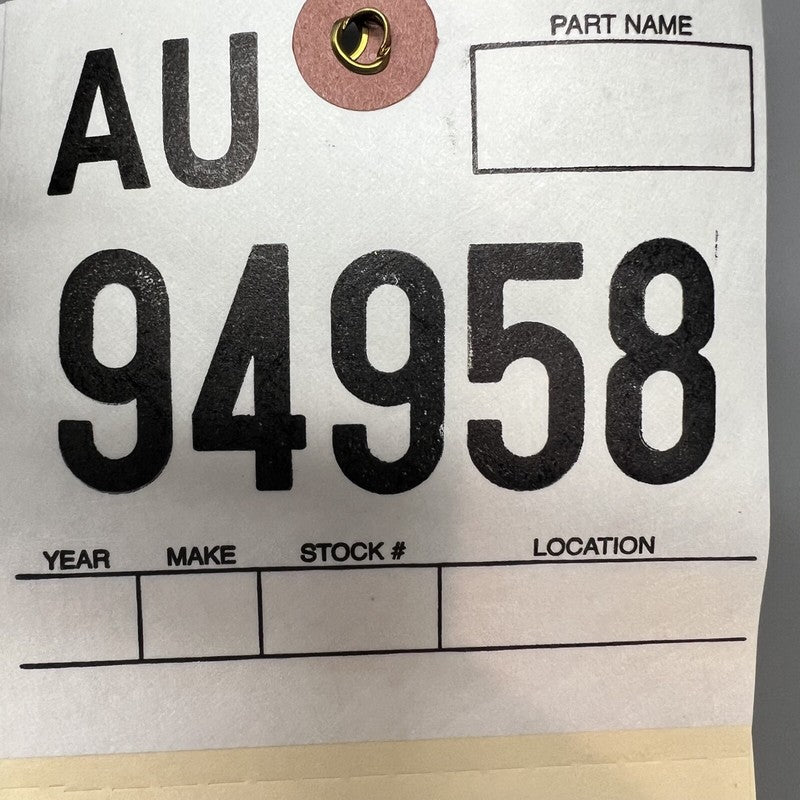 AU
PART NAME
94958
YEAR MAKE STOCK # LOCATION